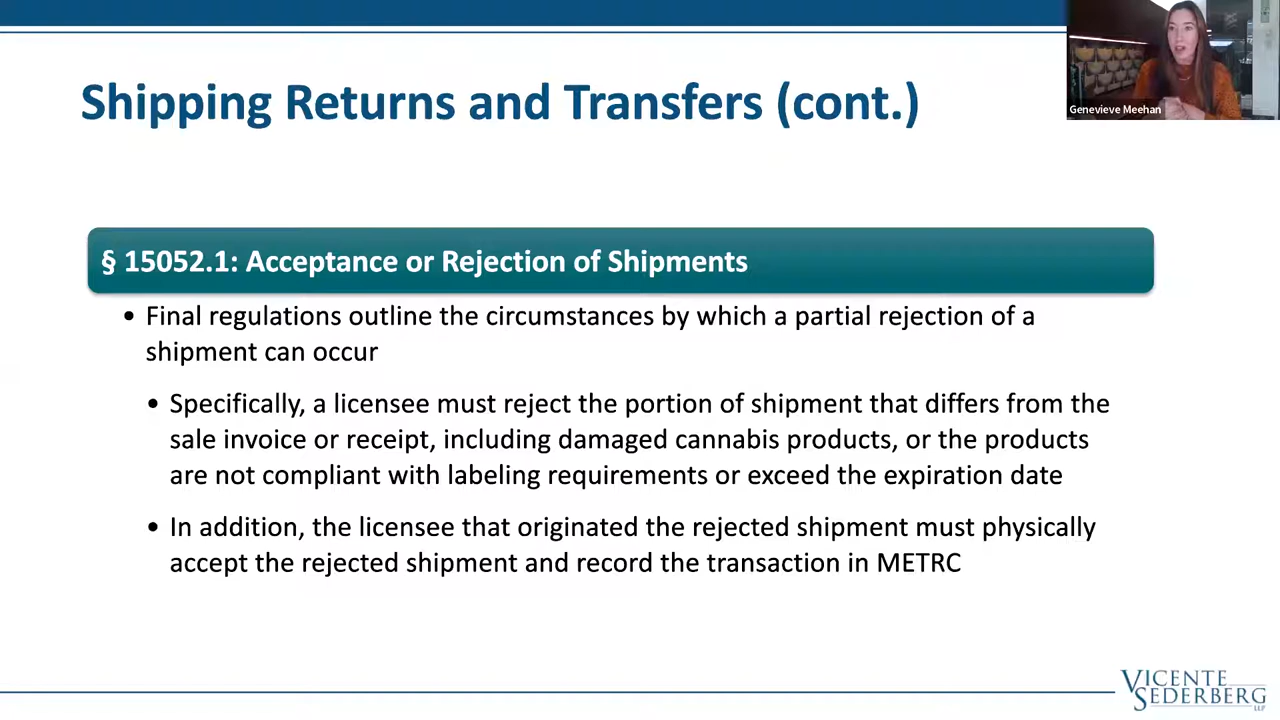 Shipping Returns and Transfers (cont.)
Genevieve Meehan
§ 15052.1: Acceptance or Rejection of Shipments
• Final regulations outline the circumstances by which a partial rejection of a
shipment can occur
• Specifically, a licensee must reject the portion of shipment that differs from the
sale invoice or receipt, including damaged cannabis products, or the products
are not compliant with labeling requirements or exceed the expiration date
• In addition, the licensee that originated the rejected shipment must physically
accept the rejected shipment and record the transaction in METRC
VICENTE
SEDERBERG
LLP